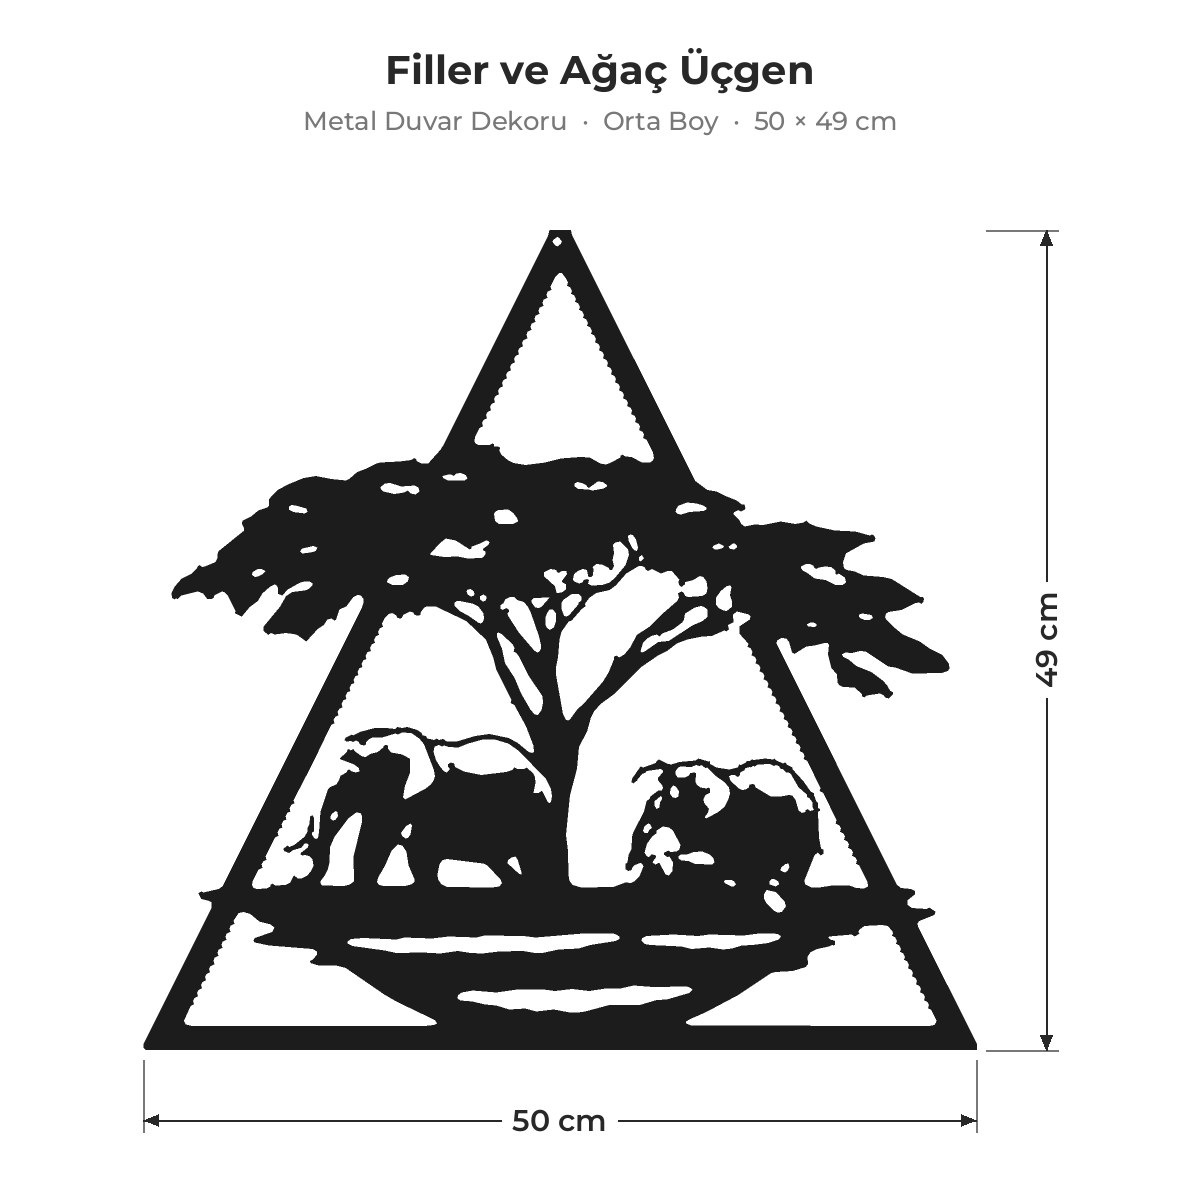 Filler ve Ağaç Üçgen
Metal Duvar Dekoru · Orta Boy · 50 × 49 cm
49 cm
50 cm